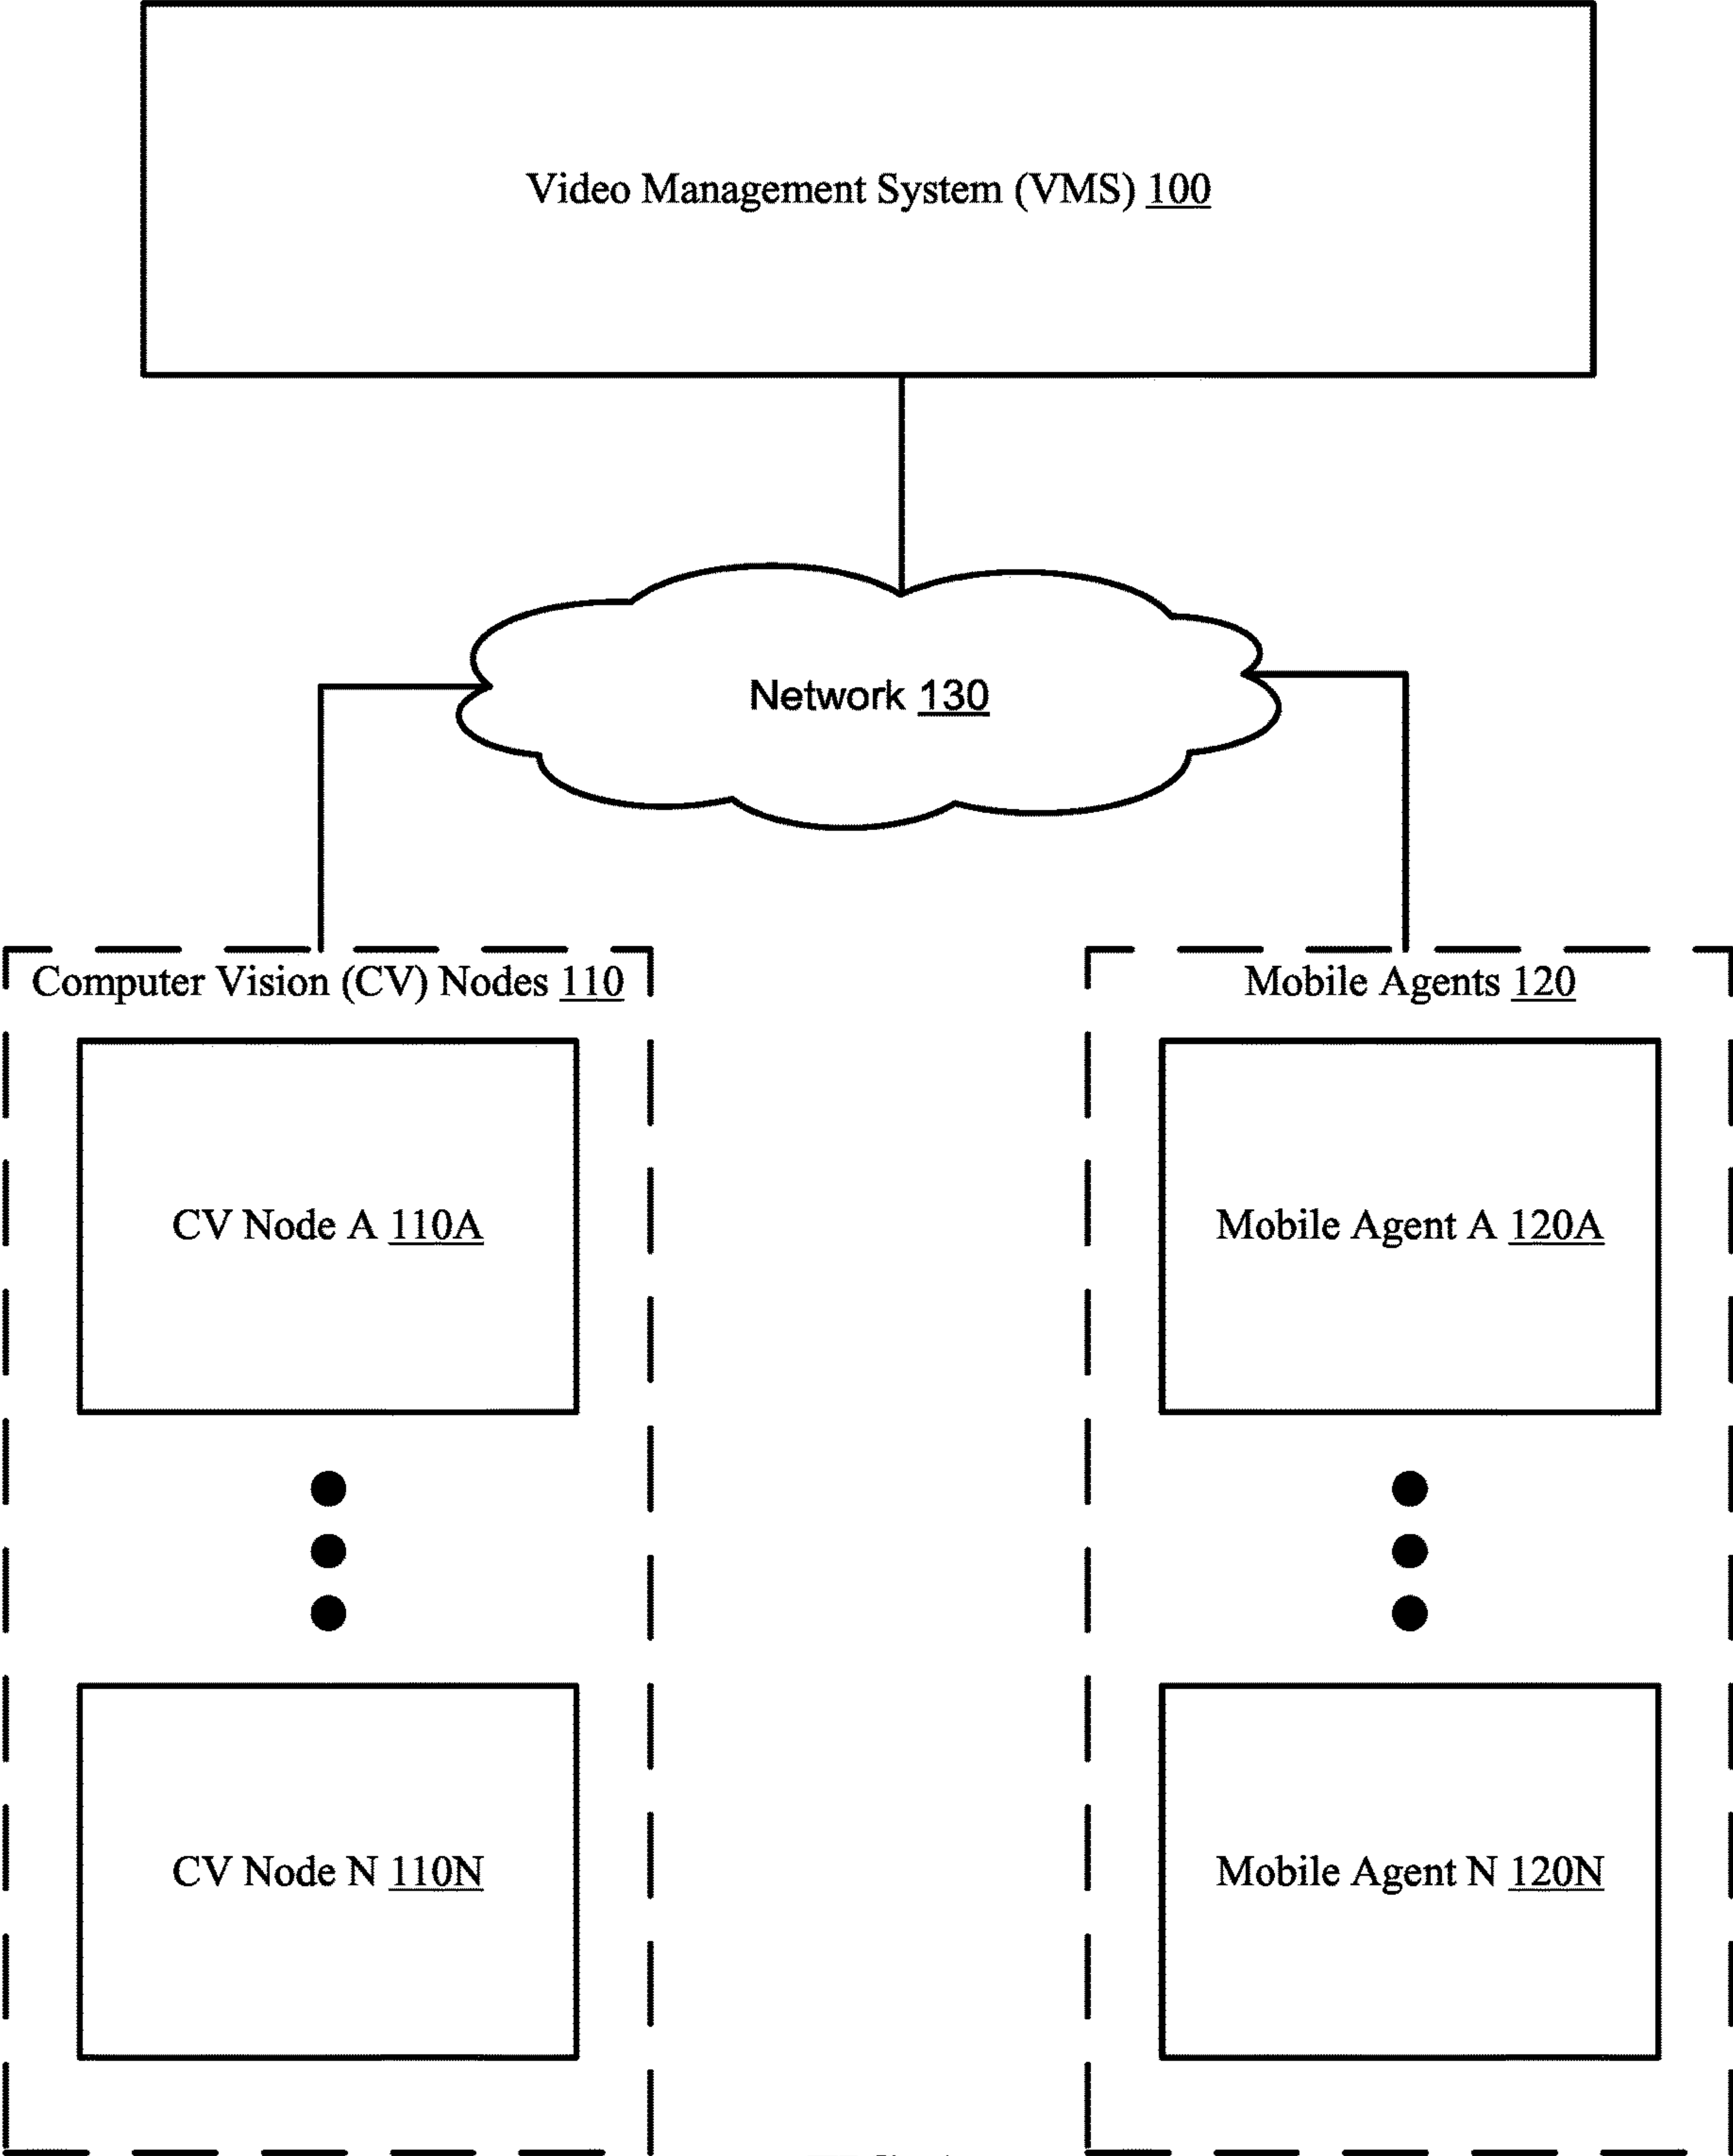 Video Management System (VMS) 100
Network 130
Computer Vision (CV) Nodes 110
Mobile Agents 120
CV Node A 110A
Mobile Agent A 120A
CV Node N 110N
Mobile Agent N 120N